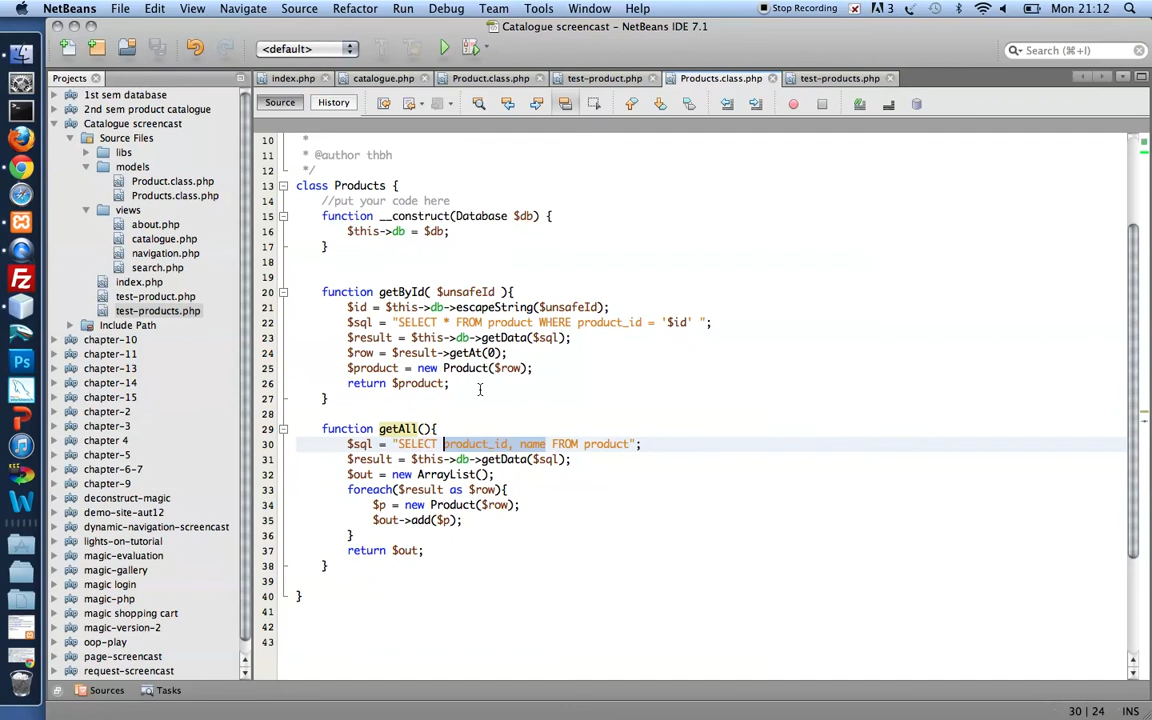 NetBeans File Edit View Navigate Source Refactor Run Debug Team Tools Window Help Stop Recording 3 Mon 21:12
Catalogue screencast - NetBeans IDE 7.1
<default> Search (⌘+I)
Projects index.php catalogue.php Product.class.php test-product.php Products.class.php test-products.php
Source History
1st sem database
2nd sem product catalogue
Catalogue screencast
Source Files
libs
models
Product.class.php
Products.class.php
views
about.php
catalogue.php
navigation.php
search.php
index.php
test-product.php
test-products.php
Include Path
chapter-10
chapter-11
chapter-13
chapter-14
chapter-15
chapter-2
chapter-3
chapter 4
chapter-5
chapter-6-7
chapter-9
deconstruct-magic
demo-site-aut12
dynamic-navigation-screencast
lights-on-tutorial
magic-evaluation
magic-gallery
magic login
magic-php
magic shopping cart
magic-version-2
oop-play
page-screencast
request-screencast
Sources Tasks
10 *
11 * @author thbh
12 */
13 class Products {
14 //put your code here
15 function __construct(Database $db) {
16 $this->db = $db;
17 }
18
19
20 function getById( $unsafeId ){
21 $id = $this->db->escapeString($unsafeId);
22 $sql = "SELECT * FROM product WHERE product_id = '$id' ";
23 $result = $this->db->getData($sql);
24 $row = $result->getAt(0);
25 $product = new Product($row);
26 return $product;
27 }
28
29 function getAll(){
30 $sql = "SELECT product_id, name FROM product";
31 $result = $this->db->getData($sql);
32 $out = new ArrayList();
33 foreach($result as $row){
34 $p = new Product($row);
35 $out->add($p);
36 }
37 return $out;
38 }
39
40 }
41
42
43
30 | 24 INS